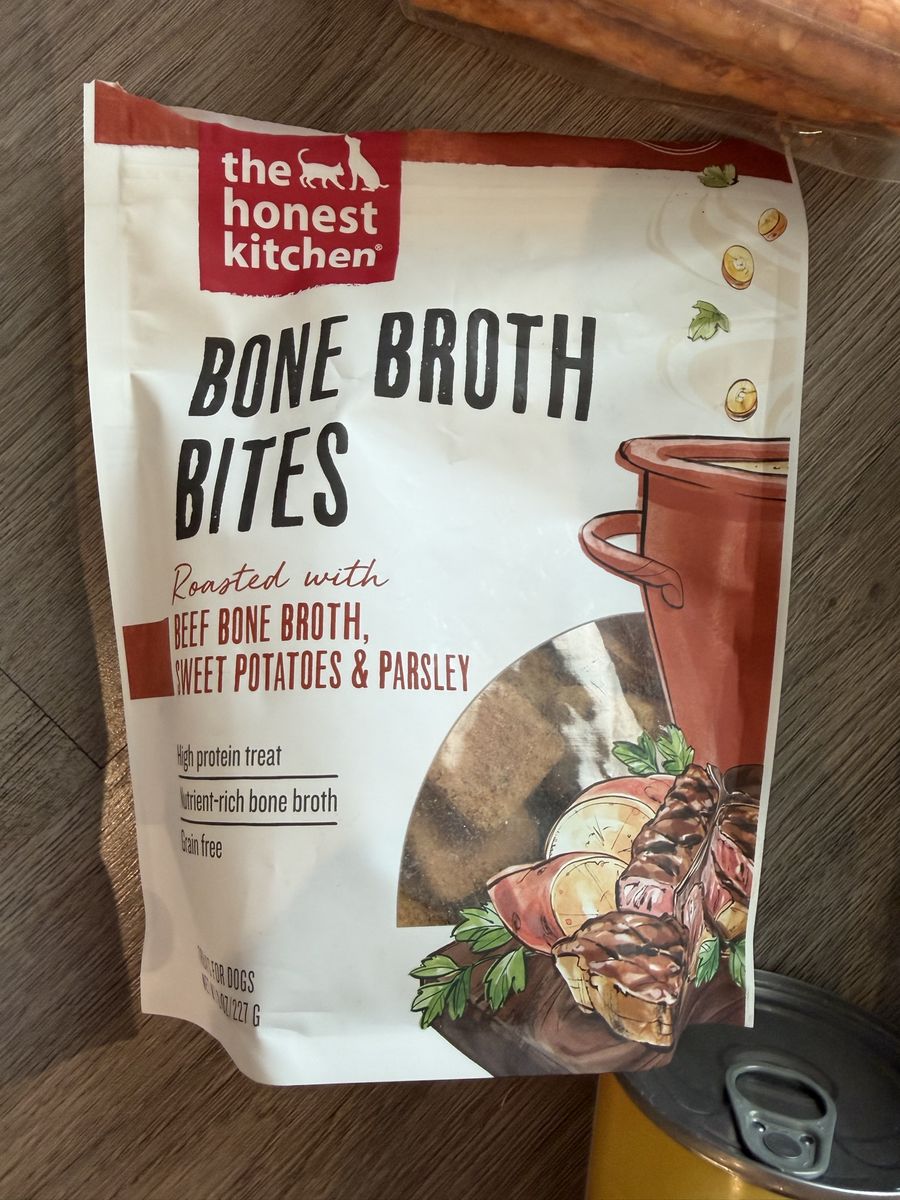 the
honest
kitchen®
BONE BROTH
BITES
Roasted with
BEEF BONE BROTH,
SWEET POTATOES & PARSLEY
High protein treat
Nutrient-rich bone broth
Grain free
FOR DOGS
OZ/227 G